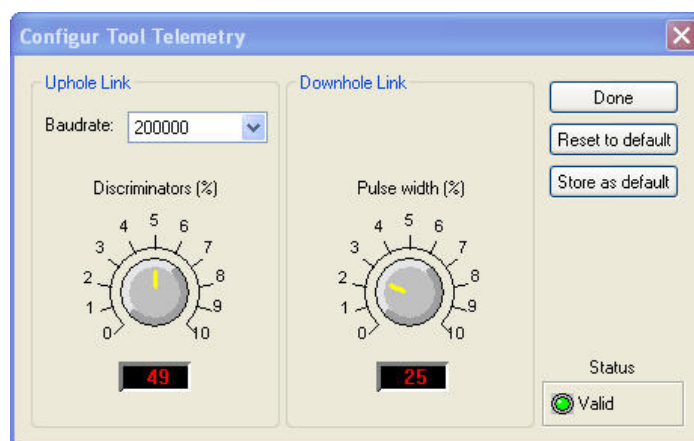 Configur Tool Telemetry
Uphole Link
Baudrate: 200000
Discriminators (%)
0 1 2 3 4 5 6 7 8 9 10
49
Downhole Link
Pulse width (%)
0 1 2 3 4 5 6 7 8 9 10
25
Done
Reset to default
Store as default
Status
Valid